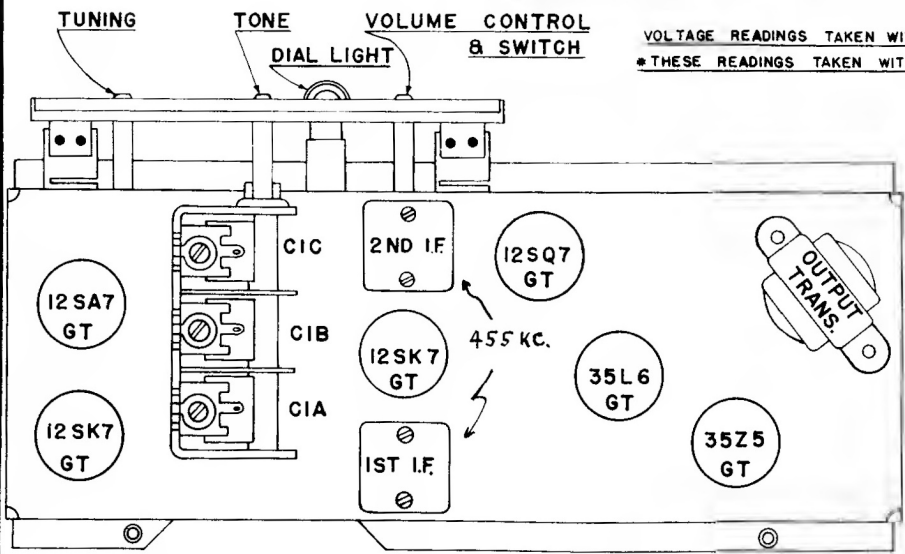 TUNING
TONE
VOLUME CONTROL
& SWITCH
DIAL LIGHT
VOLTAGE READINGS TAKEN WI
* THESE READINGS TAKEN WIT
C1C
2ND I.F.
12SQ7
GT
OUTPUT
TRANS.
12SA7
GT
C1B
455 KC.
12SK7
GT
35L6
GT
C1A
12SK7
GT
1ST I.F.
35Z5
GT